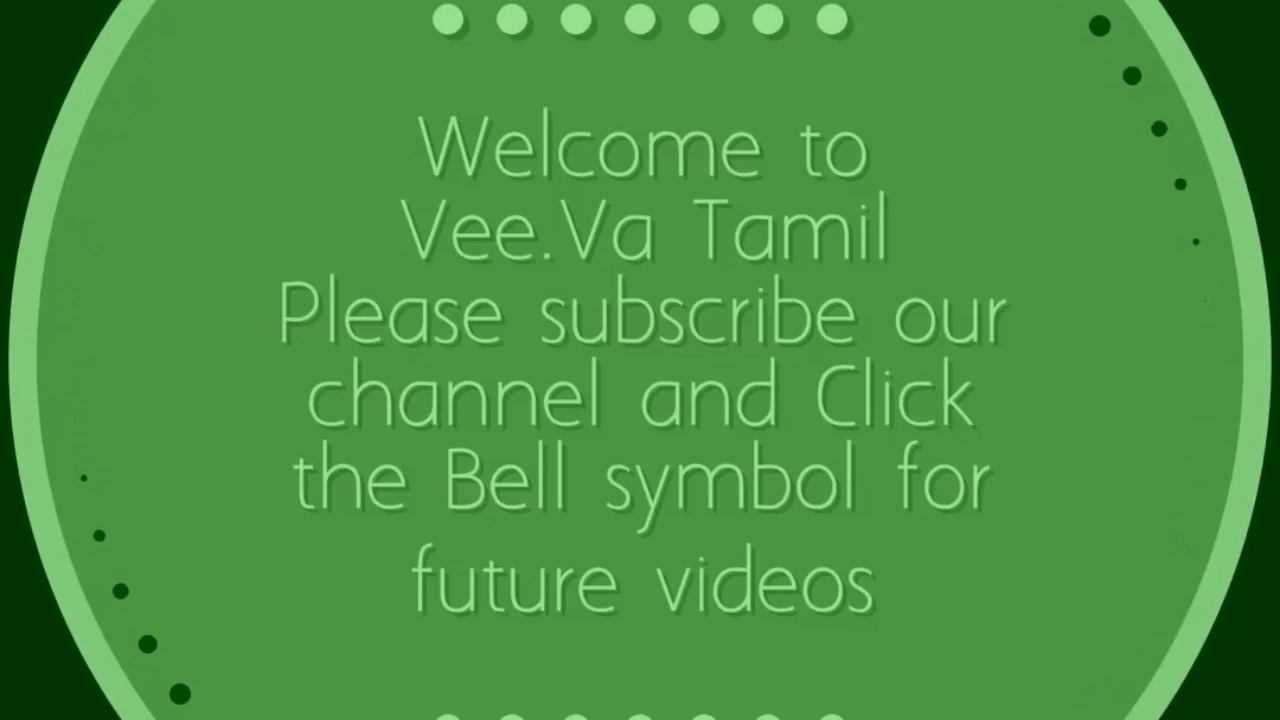 Welcome to
Vee.Va Tamil
Please subscribe our
channel and Click
the Bell symbol for
future videos